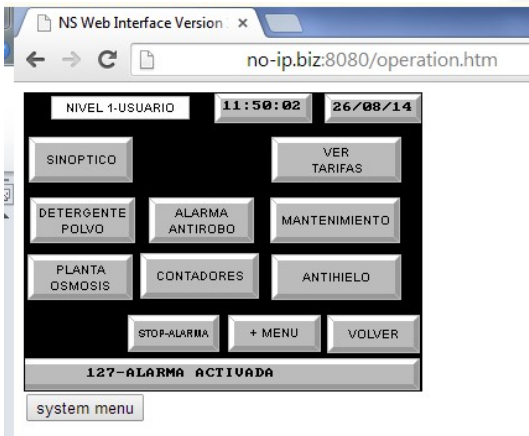 NS Web Interface Version
no-ip.biz:8080/operation.htm
NIVEL 1-USUARIO
11:50:02
26/08/14
SINOPTICO
VER
TARIFAS
DETERGENTE
POLVO
ALARMA
ANTIROBO
MANTENIMIENTO
PLANTA
OSMOSIS
CONTADORES
ANTIHIELO
STOP-ALARMA
+ MENU
VOLVER
127-ALARMA ACTIVADA
system menu